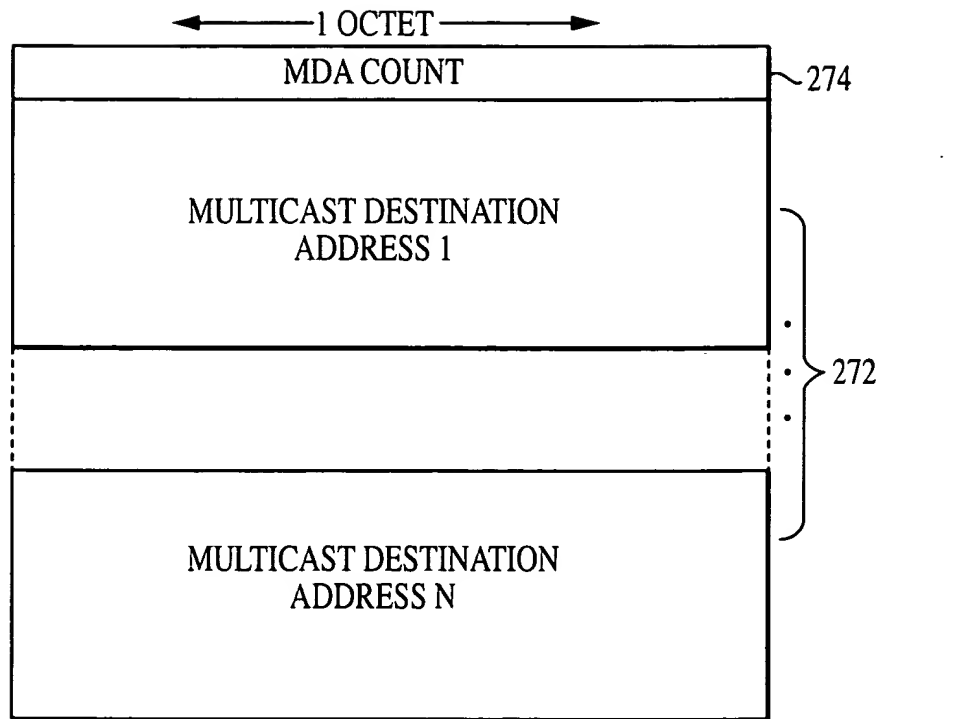 1 OCTET
MDA COUNT
274
MULTICAST DESTINATION
ADDRESS 1
272
MULTICAST DESTINATION
ADDRESS N